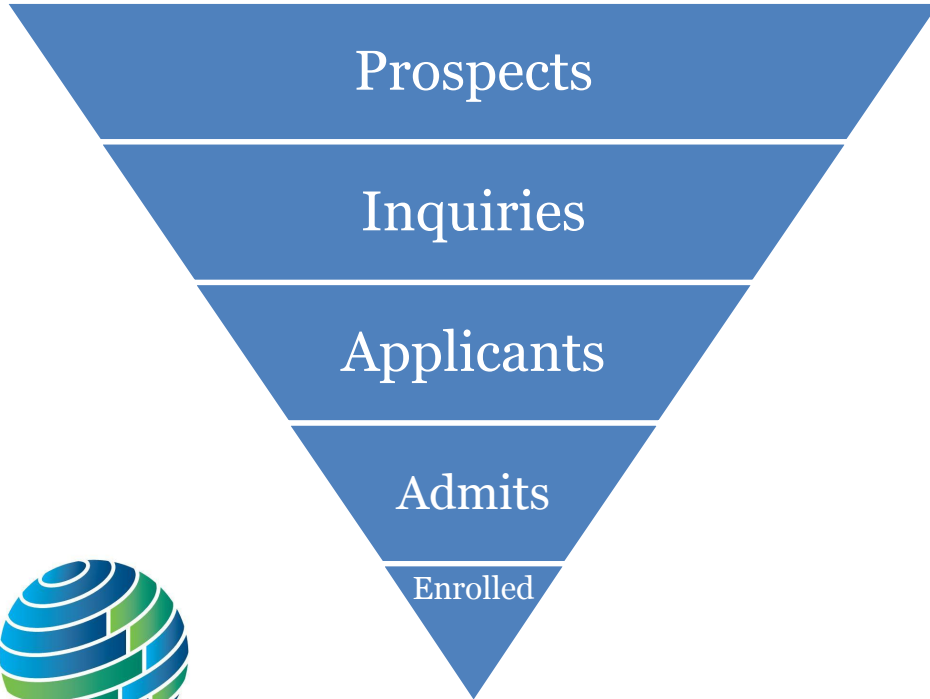 Prospects
Inquiries
Applicants
Admits
Enrolled